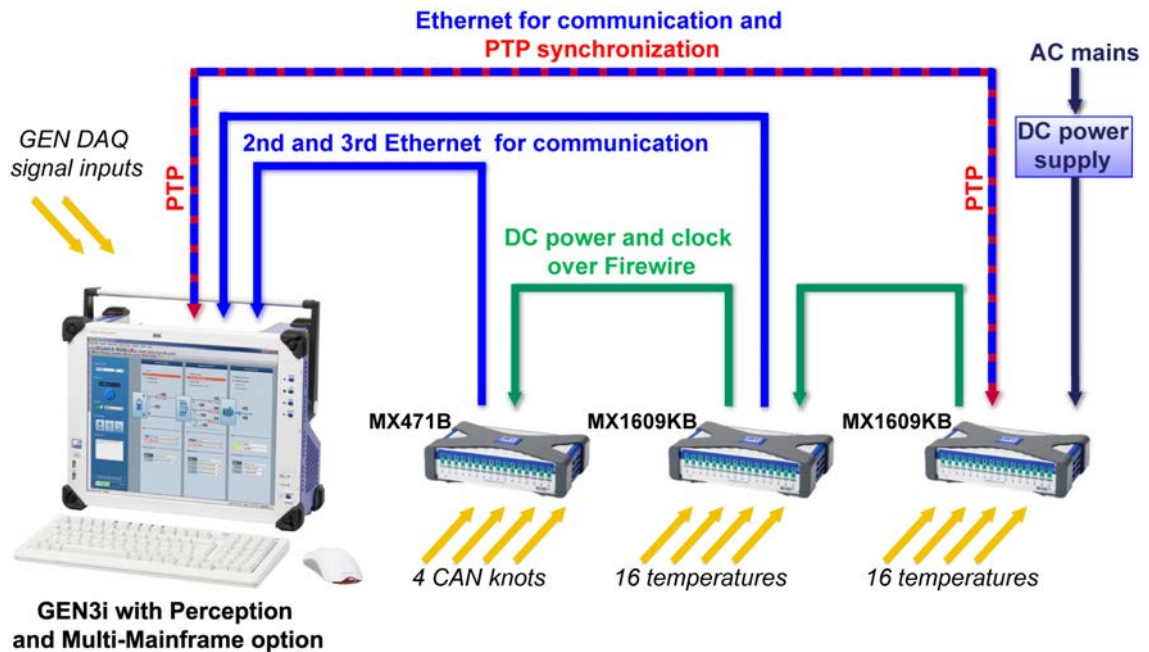 Ethernet for communication and
PTP synchronization
AC mains
GEN DAQ
signal inputs
2nd and 3rd Ethernet for communication
DC power
supply
PTP
PTP
DC power and clock
over Firewire
MX471B
MX1609KB
MX1609KB
4 CAN knots
16 temperatures
16 temperatures
GEN3i with Perception
and Multi-Mainframe option